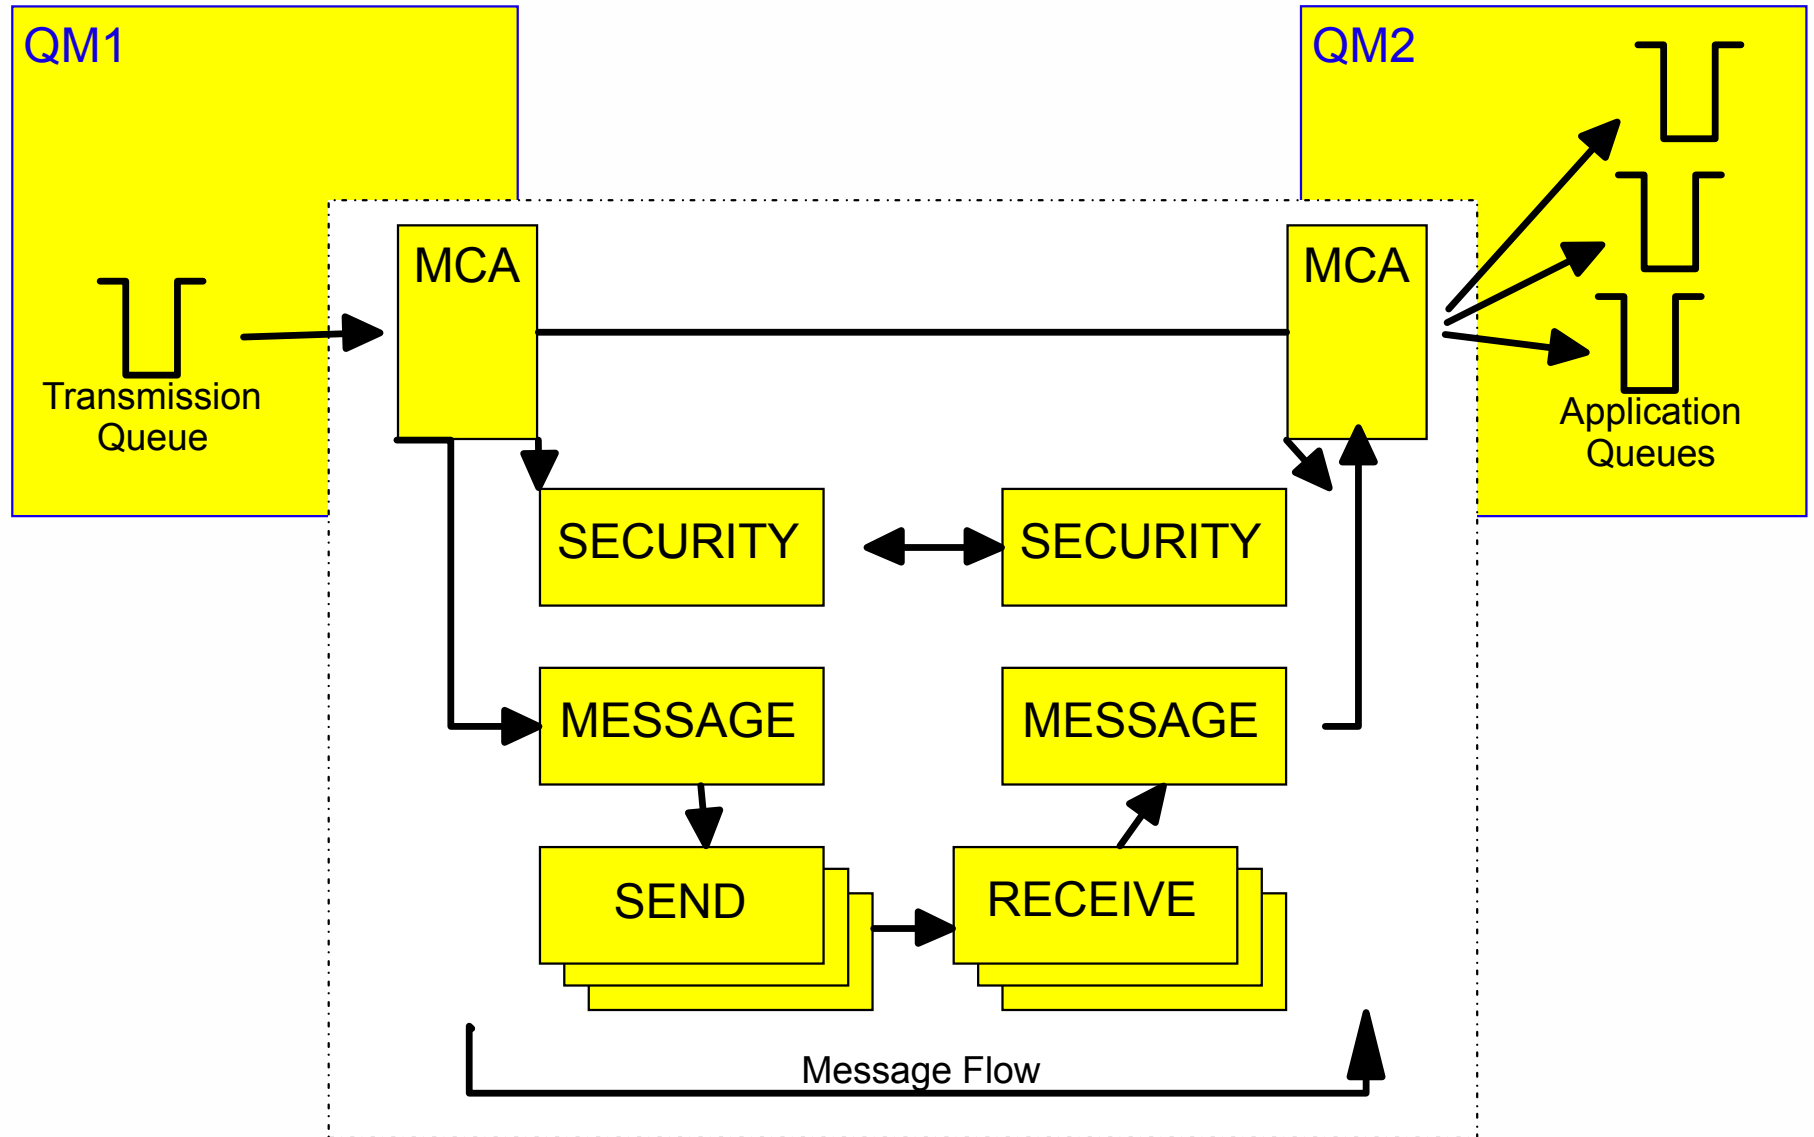 QM1
QM2
MCA
MCA
Transmission
Queue
Application
Queues
SECURITY
SECURITY
MESSAGE
MESSAGE
SEND
RECEIVE
Message Flow